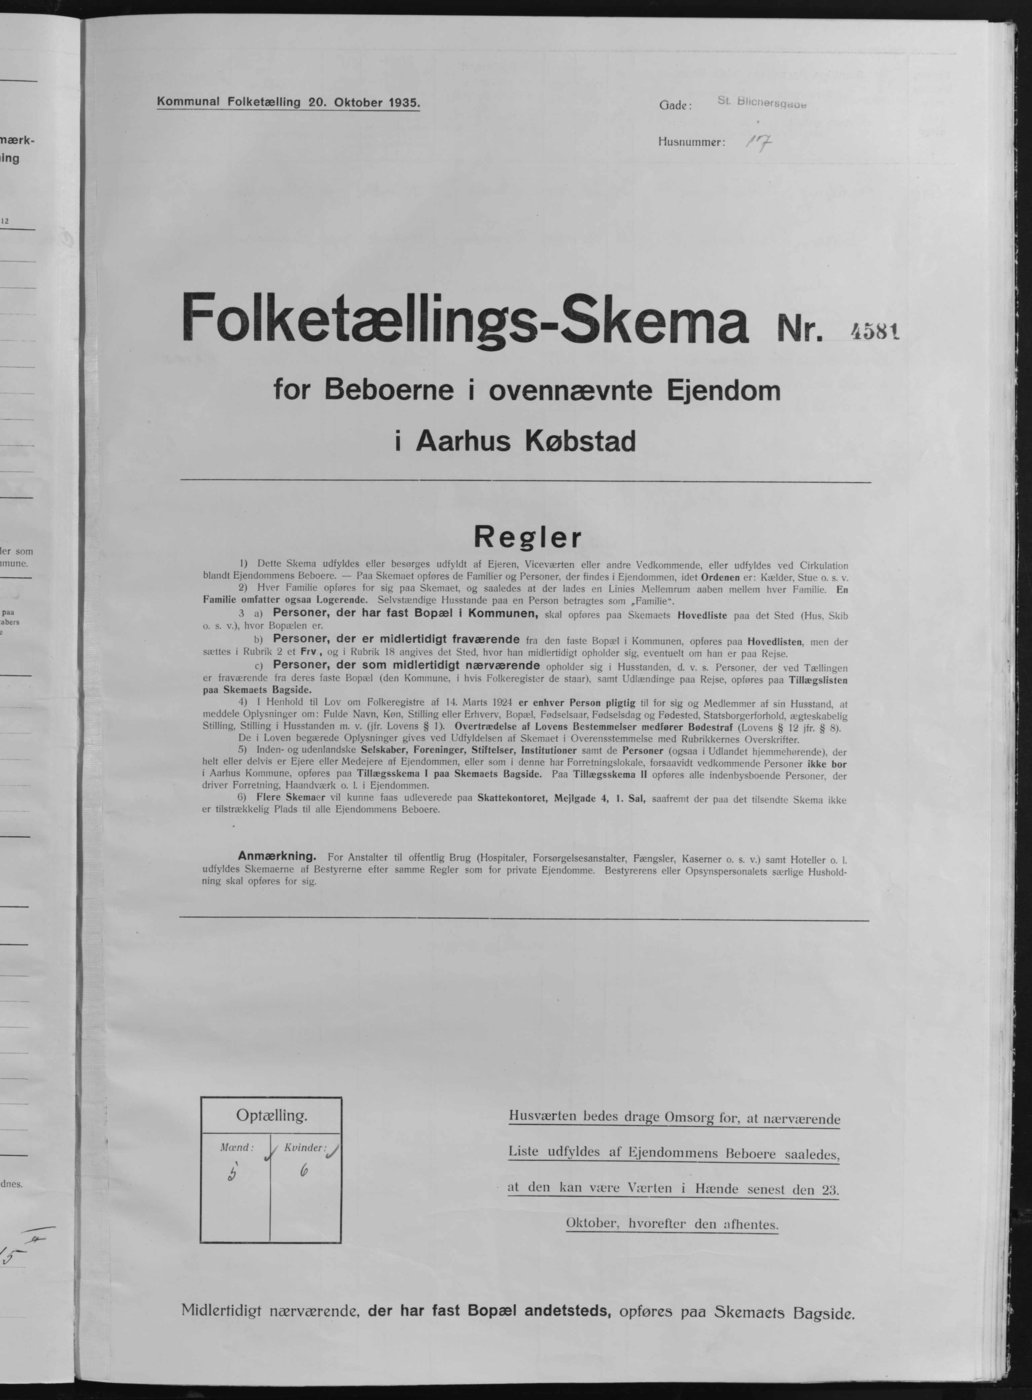 Kommunal Folketælling 20. Oktober 1935.
Gade: St. Blichersgade
Husnummer: 17
Folketællings-Skema Nr. 4581
for Beboerne i ovennævnte Ejendom
i Aarhus Købstad
Regler
1) Dette Skema udfyldes eller besørges udfyldt af Ejeren, Viceværten eller andre Vedkommende, eller udfyldes ved Cirkulation
blandt Ejendommens Beboere. — Paa Skemaet opføres de Familier og Personer, der findes i Ejendommen, idet Ordenen er: Kælder, Stue o. s. v.
2) Hver Familie opføres for sig paa Skemaet, og saaledes at der lades en Linies Mellemrum aaben mellem hver Familie. En
Familie omfatter ogsaa Logerende. Selvstændige Husstande paa en Person betragtes som „Familie“.
3 a) Personer, der har fast Bopæl i Kommunen, skal opføres paa Skemaets Hovedliste paa det Sted (Hus, Skib
o. s. v.), hvor Bopælen er.
b) Personer, der er midlertidigt fraværende fra den faste Bopæl i Kommunen, opføres paa Hovedlisten, men der
sættes i Rubrik 2 et Frv, og i Rubrik 18 angives det Sted, hvor han midlertidigt opholder sig, eventuelt om han er paa Rejse.
c) Personer, der som midlertidigt nærværende opholder sig i Husstanden, d. v. s. Personer, der ved Tællingen
er fraværende fra deres faste Bopæl (den Kommune, i hvis Folkeregister de staar), samt Udlændinge paa Rejse, opføres paa Tillægslisten
paa Skemaets Bagside.
4) I Henhold til Lov om Folkeregistre af 14. Marts 1924 er enhver Person pligtig til for sig og Medlemmer af sin Husstand, at
meddele Oplysninger om: Fulde Navn, Køn, Stilling eller Erhverv, Bopæl, Fødselsaar, Fødselsdag og Fødested, Statsborgerforhold, ægteskabelig
Stilling, Stilling i Husstanden m. v. (jfr. Lovens § 1). Overtrædelse af Lovens Bestemmelser medfører Bødestraf (Lovens § 12 jfr. § 8).
De i Loven begærede Oplysninger gives ved Udfyldelsen af Skemaet i Overensstemmelse med Rubrikkernes Overskrifter.
5) Inden- og udenlandske Selskaber, Foreninger, Stiftelser, Institutioner samt de Personer (ogsaa i Udlandet hjemmehørende), der
helt eller delvis er Ejere eller Medejere af Ejendommen, eller som i denne har Forretningslokale, forsaavidt vedkommende Personer ikke bor
i Aarhus Kommune, opføres paa Tillægsskema I paa Skemaets Bagside. Paa Tillægsskema II opføres alle indenbysboende Personer, der
driver Forretning, Haandværk o. l. i Ejendommen.
6) Flere Skemaer vil kunne faas udleverede paa Skattekontoret, Mejlgade 4, 1. Sal, saafremt der paa det tilsendte Skema ikke
er tilstrækkelig Plads til alle Ejendommens Beboere.
Anmærkning. For Anstalter til offentlig Brug (Hospitaler, Forsørgelsesanstalter, Fængsler, Kaserner o. s. v.) samt Hoteller o. l.
udfyldes Skemaerne af Bestyrerne efter samme Regler som for private Ejendomme. Bestyrerens eller Opsynspersonalets særlige Hushold-
ning skal opføres for sig.
Optælling.
Mænd: Kvinder:
5 6
Husværten bedes drage Omsorg for, at nærværende
Liste udfyldes af Ejendommens Beboere saaledes,
at den kan være Værten i Hænde senest den 23.
Oktober, hvorefter den afhentes.
Midlertidigt nærværende, der har fast Bopæl andetsteds, opføres paa Skemaets Bagside.
mærk-
ing
12
ler som
mmune.
paa
abers
dnes.
15